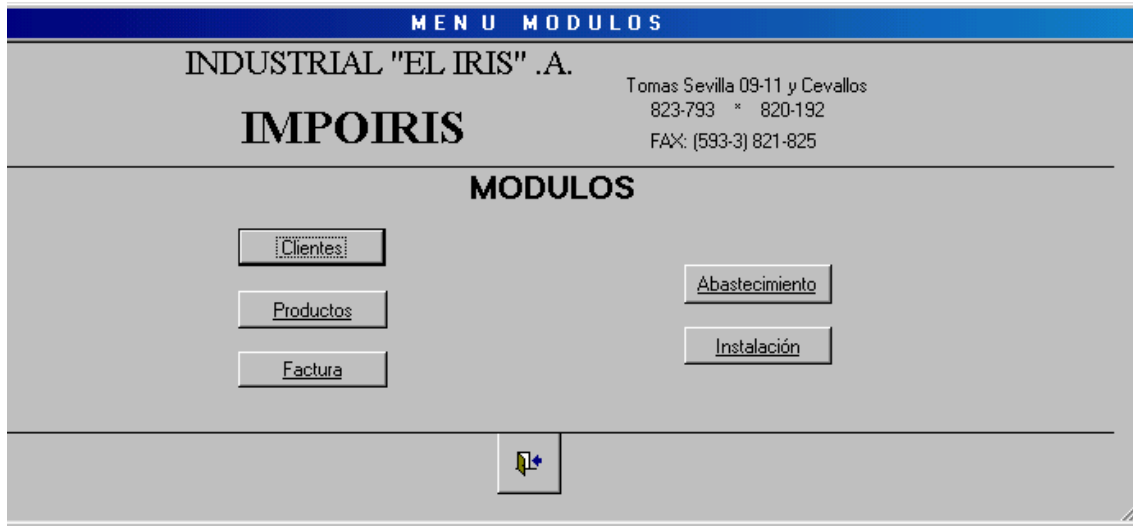 MENU MODULOS
INDUSTRIAL "EL IRIS" .A.
IMPOIRIS
Tomas Sevilla 09-11 y Cevallos
823-793 * 820-192
FAX: (593-3) 821-825
MODULOS
Clientes
Productos
Factura
Abastecimiento
Instalación